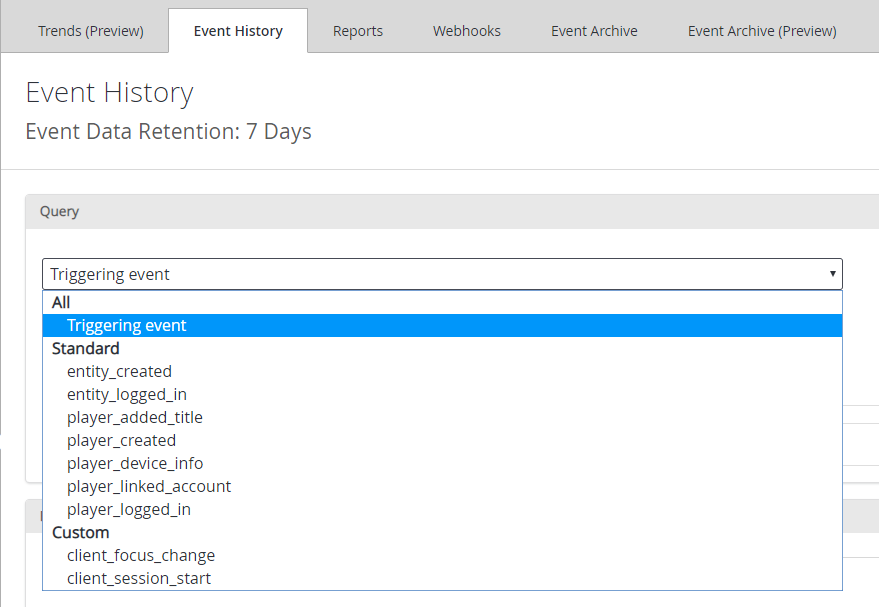 Trends (Preview) Event History Reports Webhooks Event Archive Event Archive (Preview)
Event History
Event Data Retention: 7 Days
Query
Triggering event
All
Triggering event
Standard
entity_created
entity_logged_in
player_added_title
player_created
player_device_info
player_linked_account
player_logged_in
Custom
client_focus_change
client_session_start